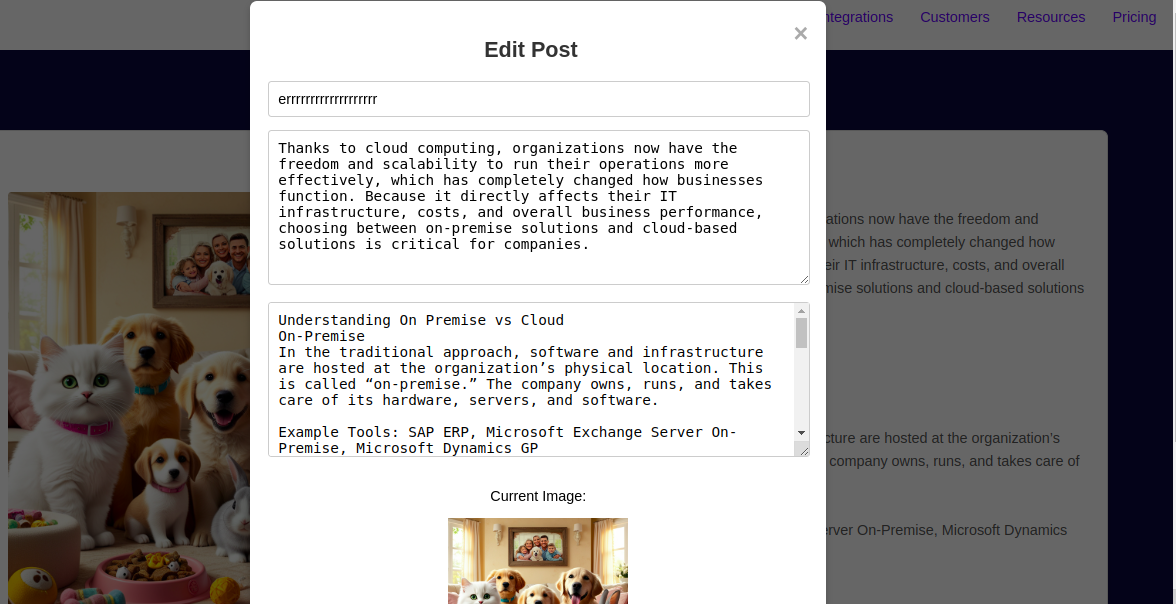 Integrations Customers Resources Pricing
×
Edit Post
errrrrrrrrrrrrrrrrrr
Thanks to cloud computing, organizations now have the
freedom and scalability to run their operations more
effectively, which has completely changed how businesses
function. Because it directly affects their IT
infrastructure, costs, and overall business performance,
choosing between on-premise solutions and cloud-based
solutions is critical for companies.
Understanding On Premise vs Cloud
On-Premise
In the traditional approach, software and infrastructure
are hosted at the organization’s physical location. This
is called “on-premise.” The company owns, runs, and takes
care of its hardware, servers, and software.
Example Tools: SAP ERP, Microsoft Exchange Server On-
Premise, Microsoft Dynamics GP
Current Image:
ations now have the freedom and
which has completely changed how
eir IT infrastructure, costs, and overall
mise solutions and cloud-based solutions
cture are hosted at the organization’s
company owns, runs, and takes care of
erver On-Premise, Microsoft Dynamics